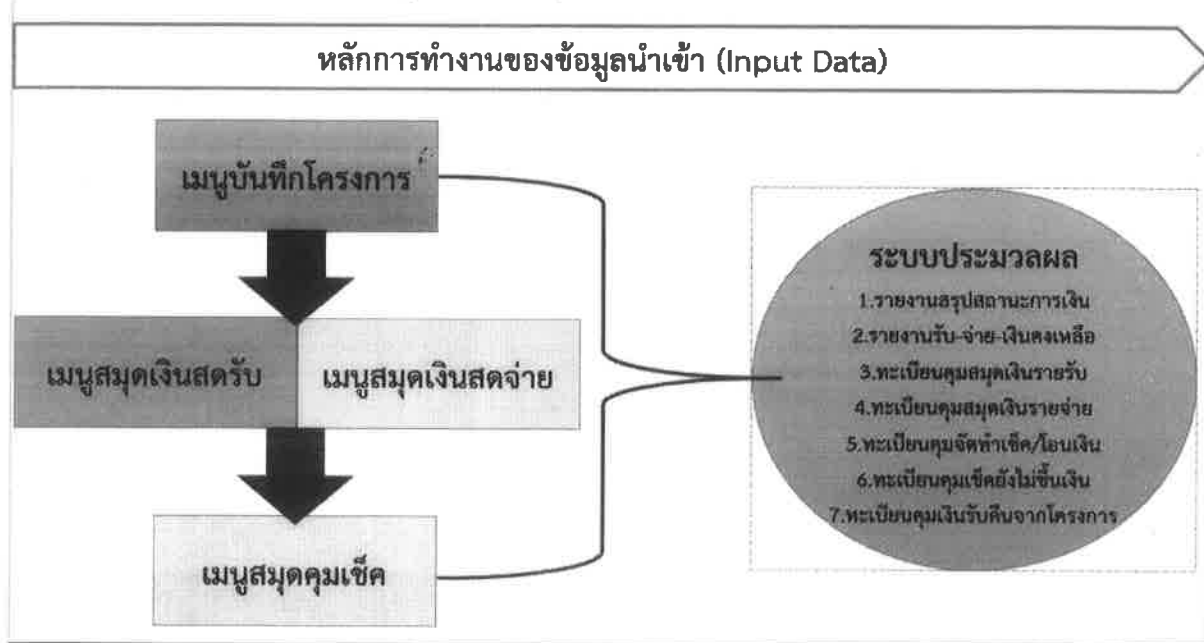 หลักการทำงานของข้อมูลนำเข้า (Input Data)
เมนูบันทึกโครงการ
เมนูสมุดเงินสดรับ
เมนูสมุดเงินสดจ่าย
เมนูสมุดคุมเช็ค
ระบบประมวลผล
1.รายงานสรุปสถานะการเงิน
2.รายงานรับ-จ่าย-เงินคงเหลือ
3.ทะเบียนคุมสมุดเงินรายรับ
4.ทะเบียนคุมสมุดเงินรายจ่าย
5.ทะเบียนคุมจัดทำเช็ค/โอนเงิน
6.ทะเบียนคุมเช็คยังไม่ขึ้นเงิน
7.ทะเบียนคุมเงินรับคืนจากโครงการ